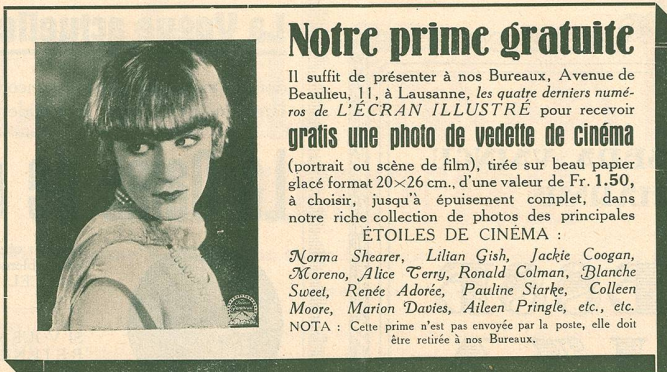 Notre prime gratuite
Il suffit de présenter à nos Bureaux, Avenue de
Beaulieu, 11, à Lausanne, les quatre derniers numé-
ros de L'ÉCRAN ILLUSTRÉ pour recevoir
gratis une photo de vedette de cinéma
(portrait ou scène de film), tirée sur beau papier
glacé format 20×26 cm., d'une valeur de Fr. 1.50,
à choisir, jusqu'à épuisement complet, dans
notre riche collection de photos des principales
ÉTOILES DE CINÉMA :
Norma Shearer, Lilian Gish, Jackie Coogan,
Moreno, Alice Terry, Ronald Colman, Blanche
Sweet, Renée Adorée, Pauline Starke, Colleen
Moore, Marion Davies, Aileen Pringle, etc., etc.
NOTA : Cette prime n'est pas envoyée par la poste, elle doit
être retirée à nos Bureaux.